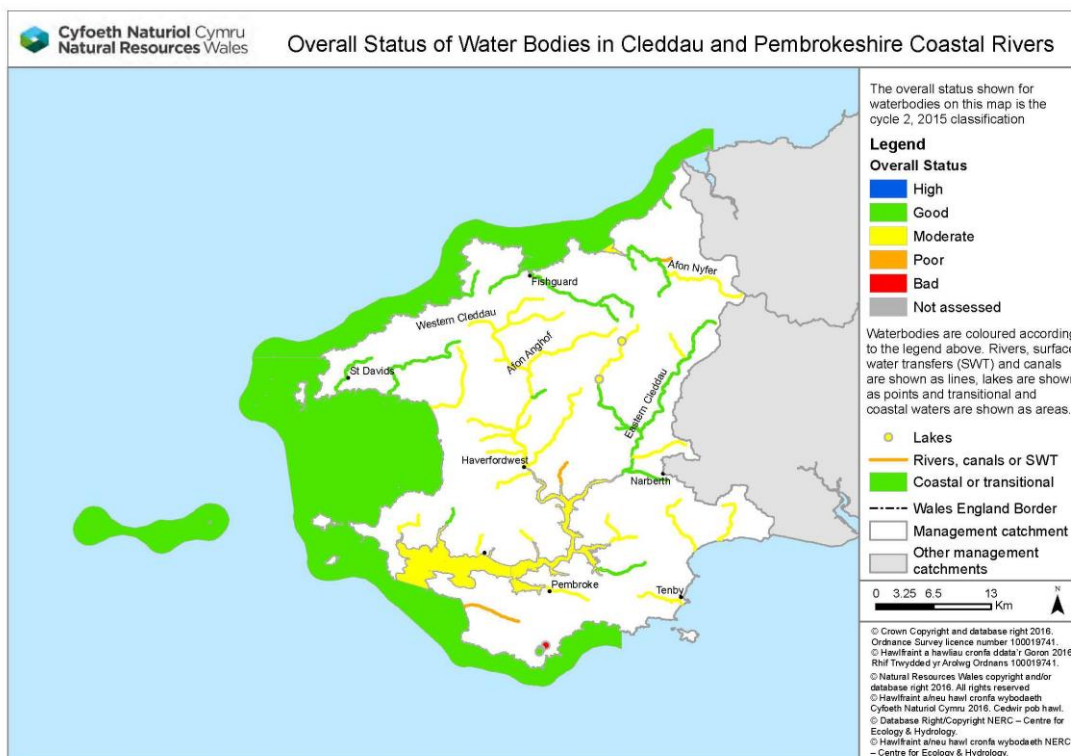 Cyfoeth Naturiol Cymru
Natural Resources Wales
Overall Status of Water Bodies in Cleddau and Pembrokeshire Coastal Rivers
The overall status shown for
waterbodies on this map is the
cycle 2, 2015 classification
Legend
Overall Status
High
Good
Moderate
Poor
Bad
Not assessed
Waterbodies are coloured according
to the legend above. Rivers, surface
water transfers (SWT) and canals
are shown as lines, lakes are shown
as points and transitional and
coastal waters are shown as areas.
Lakes
Rivers, canals or SWT
Coastal or transitional
Wales England Border
Management catchment
Other management
catchments
0 3.25 6.5 13
Km
N
© Crown Copyright and database right 2016.
Ordnance Survey licence number 100019741.
© Hawlfraint a hawliau cronfa ddata'r Goron 2016
Rhif Trwydded yr Arolwg Ordnans 100019741.
© Natural Resources Wales copyright and/or
database right 2016. All rights reserved
© Hawlfraint a/neu hawl cronfa wybodaeth
Cyfoeth Naturiol Cymru 2016. Cedwir pob hawl.
© Database Right/Copyright NERC – Centre for
Ecology & Hydrology.
© Hawlfraint a/neu hawl cronfa wybodaeth NERC
– Centre for Ecology & Hydrology.
Afon Nyfer
Fishguard
Western Cleddau
Afon Anghof
St Davids
Eastern Cleddau
Haverfordwest
Narberth
Pembroke
Tenby